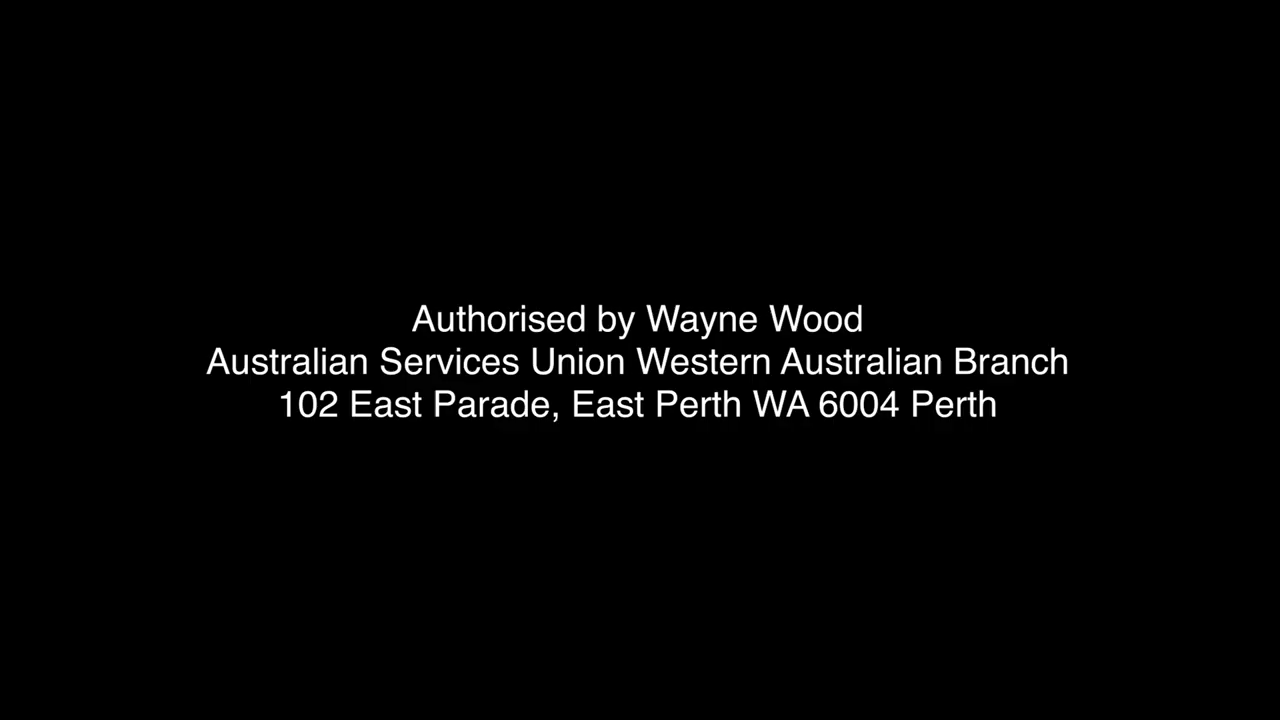 Authorised by Wayne Wood
Australian Services Union Western Australian Branch
102 East Parade, East Perth WA 6004 Perth